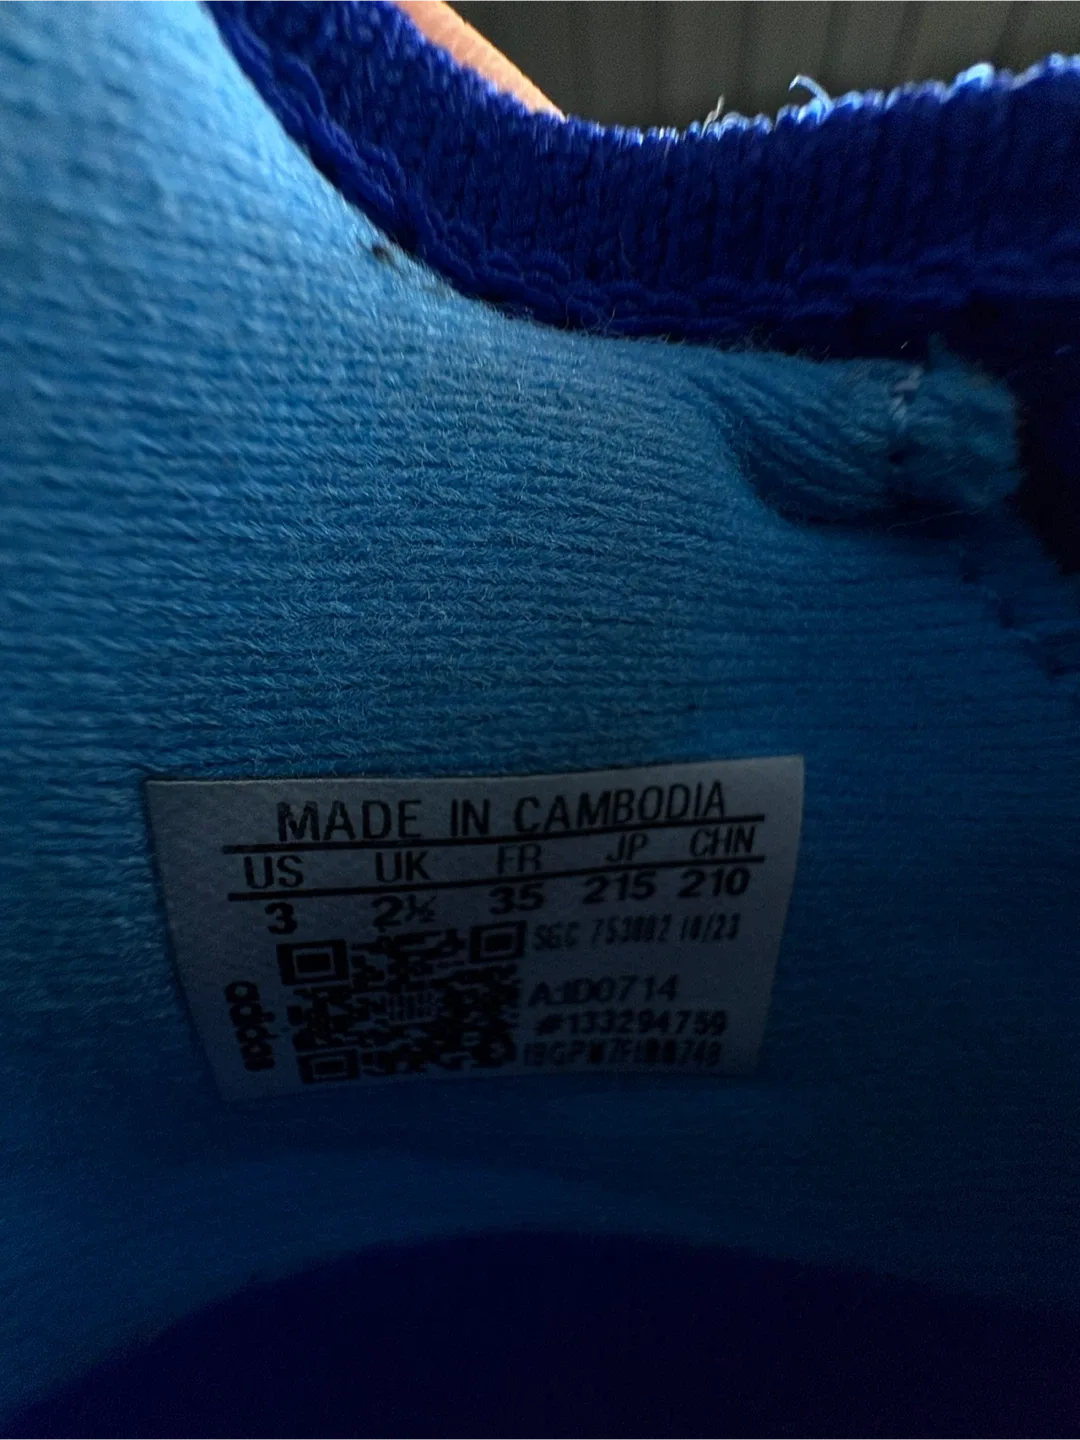 MADE IN CAMBODIA
US UK FR JP CHN
3 2½ 35 215 210
SGC 753002 10/23
A:ID0714
#133294759
adidas